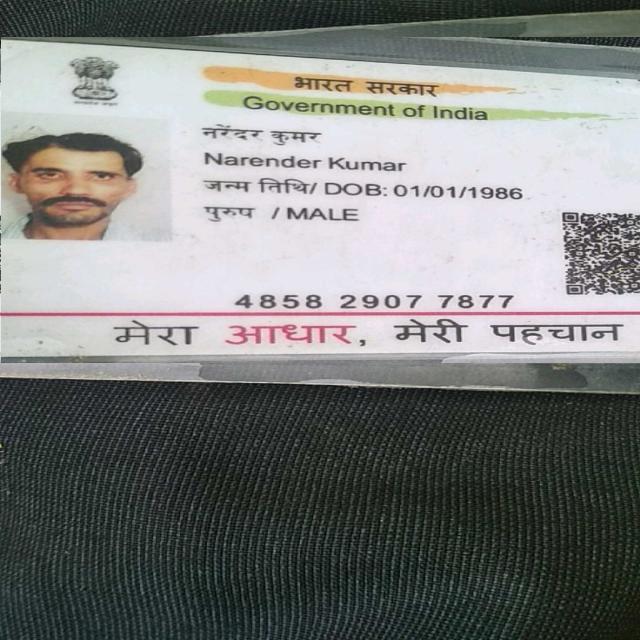 भारत सरकार
Government of India
नरेंदर कुमार
Narender Kumar
जन्म तिथि/ DOB: 01/01/1986
पुरुष / MALE
4858 2907 7877
मेरा आधार, मेरी पहचान